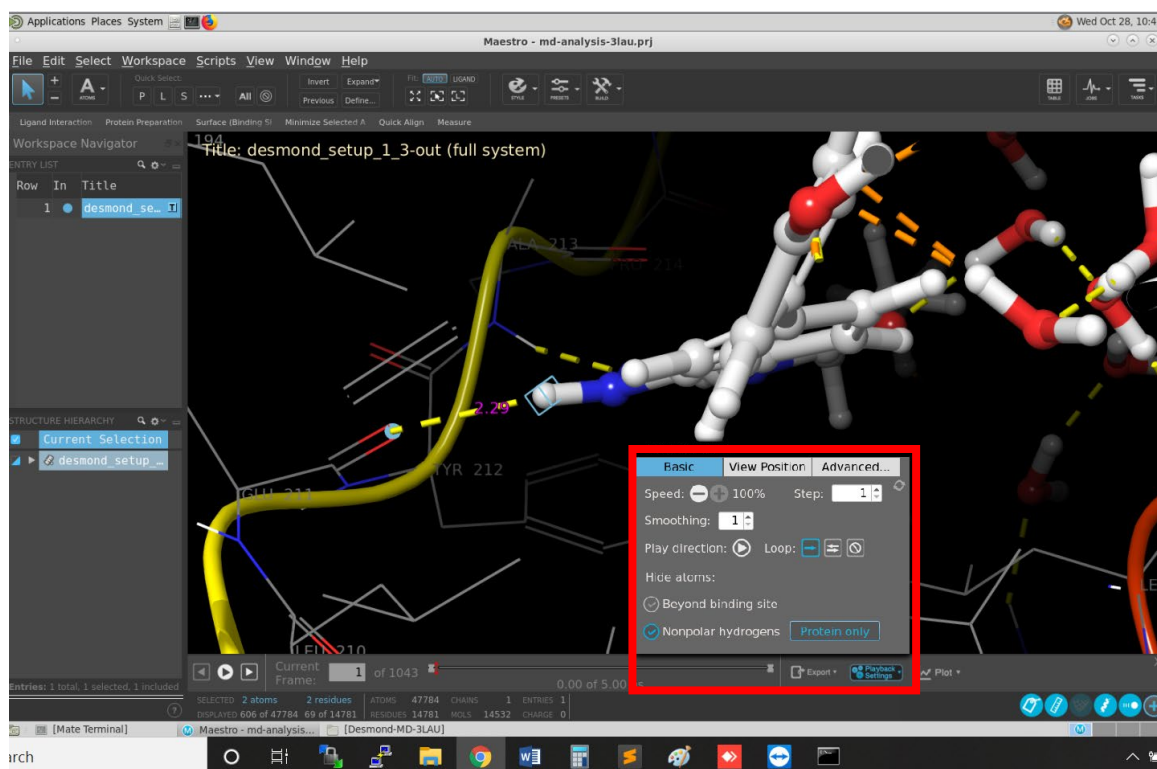 Applications Places System
Wed Oct 28, 10:4
Maestro - md-analysis-3lau.prj
File Edit Select Workspace Scripts View Window Help
Quick Select:
Invert Expand
Fit: AUTO LIGAND
+
−
A
ATOMS
P L S ... All
Previous Define...
STYLE
PRESETS
BUILD
TABLE
JOBS
TASKS
Ligand Interaction Protein Preparation Surface (Binding Si Minimize Selected A Quick Align Measure
Workspace Navigator
194
Title: desmond_setup_1_3-out (full system)
ENTRY LIST
Row In Title
1 desmond_se...
ALA 213
PRO 214
2.29
STRUCTURE HIERARCHY
Current Selection
desmond_setup_...
TYR 212
GLU 211
LEU 210
LE
Basic View Position Advanced...
Speed: 100% Step: 1
Smoothing: 1
Play direction: Loop:
Hide atoms:
Beyond binding site
Nonpolar hydrogens Protein only
Current Frame: 1 of 1043
0.00 of 5.00
Export Playback Settings Plot
Entries: 1 total, 1 selected, 1 included
SELECTED 2 atoms 2 residues ATOMS 47784 CHAINS 1 ENTRIES 1
DISPLAYED 606 of 47784 69 of 14781 RESIDUES 14781 MOLS 14532 CHARGE 0
[Mate Terminal] Maestro - md-analysis... [Desmond-MD-3LAU]
arch